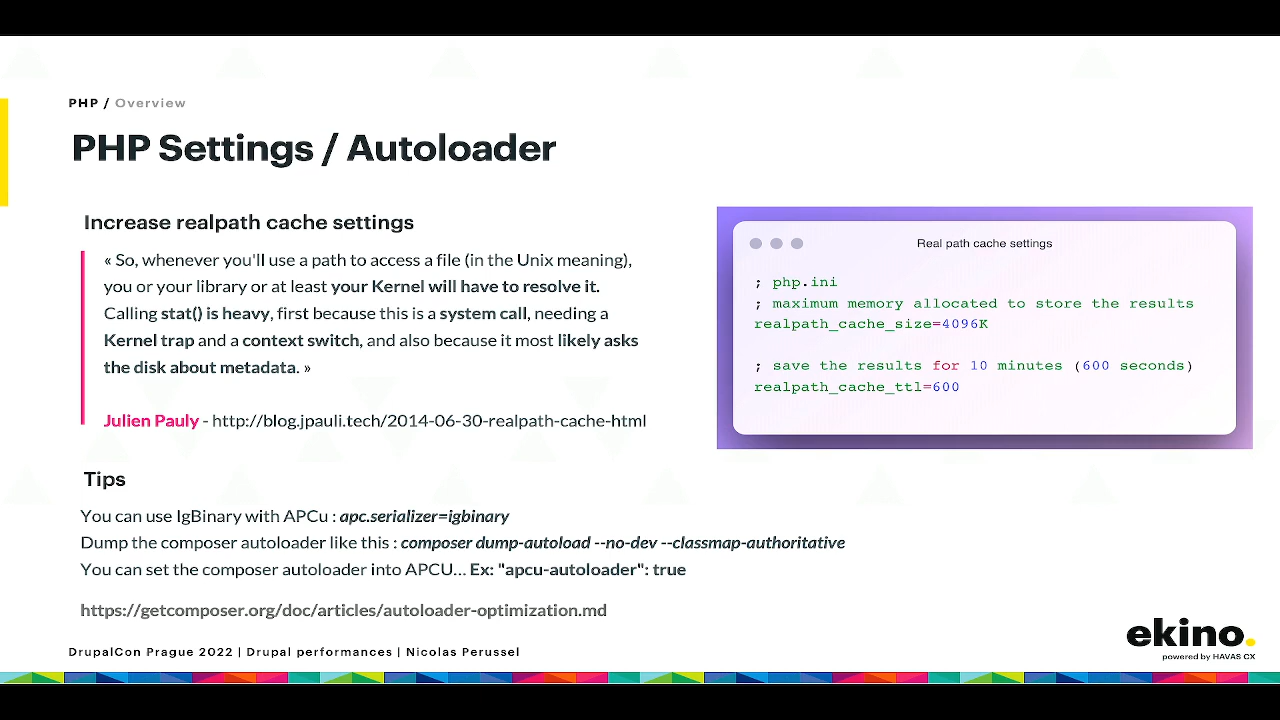 PHP / Overview
PHP Settings / Autoloader
Increase realpath cache settings
« So, whenever you'll use a path to access a file (in the Unix meaning),
you or your library or at least your Kernel will have to resolve it.
Calling stat() is heavy, first because this is a system call, needing a
Kernel trap and a context switch, and also because it most likely asks
the disk about metadata. »
Julien Pauly - http://blog.jpauli.tech/2014-06-30-realpath-cache-html
Real path cache settings
; php.ini
; maximum memory allocated to store the results
realpath_cache_size=4096K
; save the results for 10 minutes (600 seconds)
realpath_cache_ttl=600
Tips
You can use IgBinary with APCu : apc.serializer=igbinary
Dump the composer autoloader like this : composer dump-autoload --no-dev --classmap-authoritative
You can set the composer autoloader into APCU... Ex: "apcu-autoloader": true
https://getcomposer.org/doc/articles/autoloader-optimization.md
DrupalCon Prague 2022 | Drupal performances | Nicolas Perussel
ekino.
powered by HAVAS CX